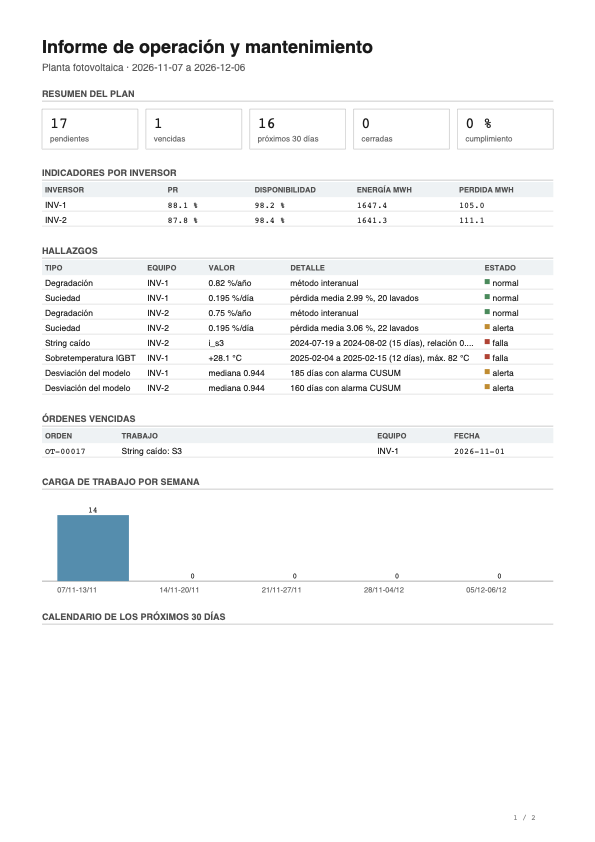 Informe de operación y mantenimiento
Planta fotovoltaica · 2026-11-07 a 2026-12-06
RESUMEN DEL PLAN
17 1 16 0 0 %
pendientes vencidas próximos 30 días cerradas cumplimiento
INDICADORES POR INVERSOR
INVERSOR PR DISPONIBILIDAD ENERGÍA MWH PERDIDA MWH
INV-1 88.1 % 98.2 % 1647.4 105.0
INV-2 87.8 % 98.4 % 1641.3 111.1
HALLAZGOS
TIPO EQUIPO VALOR DETALLE ESTADO
Degradación INV-1 0.82 %/año método interanual normal
Suciedad INV-1 0.195 %/día pérdida media 2.99 %, 20 lavados normal
Degradación INV-2 0.75 %/año método interanual normal
Suciedad INV-2 0.195 %/día pérdida media 3.06 %, 22 lavados alerta
String caído INV-2 i_s3 2024-07-19 a 2024-08-02 (15 días), relación 0.... falla
Sobretemperatura IGBT INV-1 +28.1 °C 2025-02-04 a 2025-02-15 (12 días), máx. 82 °C falla
Desviación del modelo INV-1 mediana 0.944 185 días con alarma CUSUM alerta
Desviación del modelo INV-2 mediana 0.944 160 días con alarma CUSUM alerta
ÓRDENES VENCIDAS
ORDEN TRABAJO EQUIPO FECHA
OT-00017 String caído: S3 INV-1 2026-11-01
CARGA DE TRABAJO POR SEMANA
14 0 0 0 0
07/11-13/11 14/11-20/11 21/11-27/11 28/11-04/12 05/12-06/12
CALENDARIO DE LOS PRÓXIMOS 30 DÍAS
1 / 2